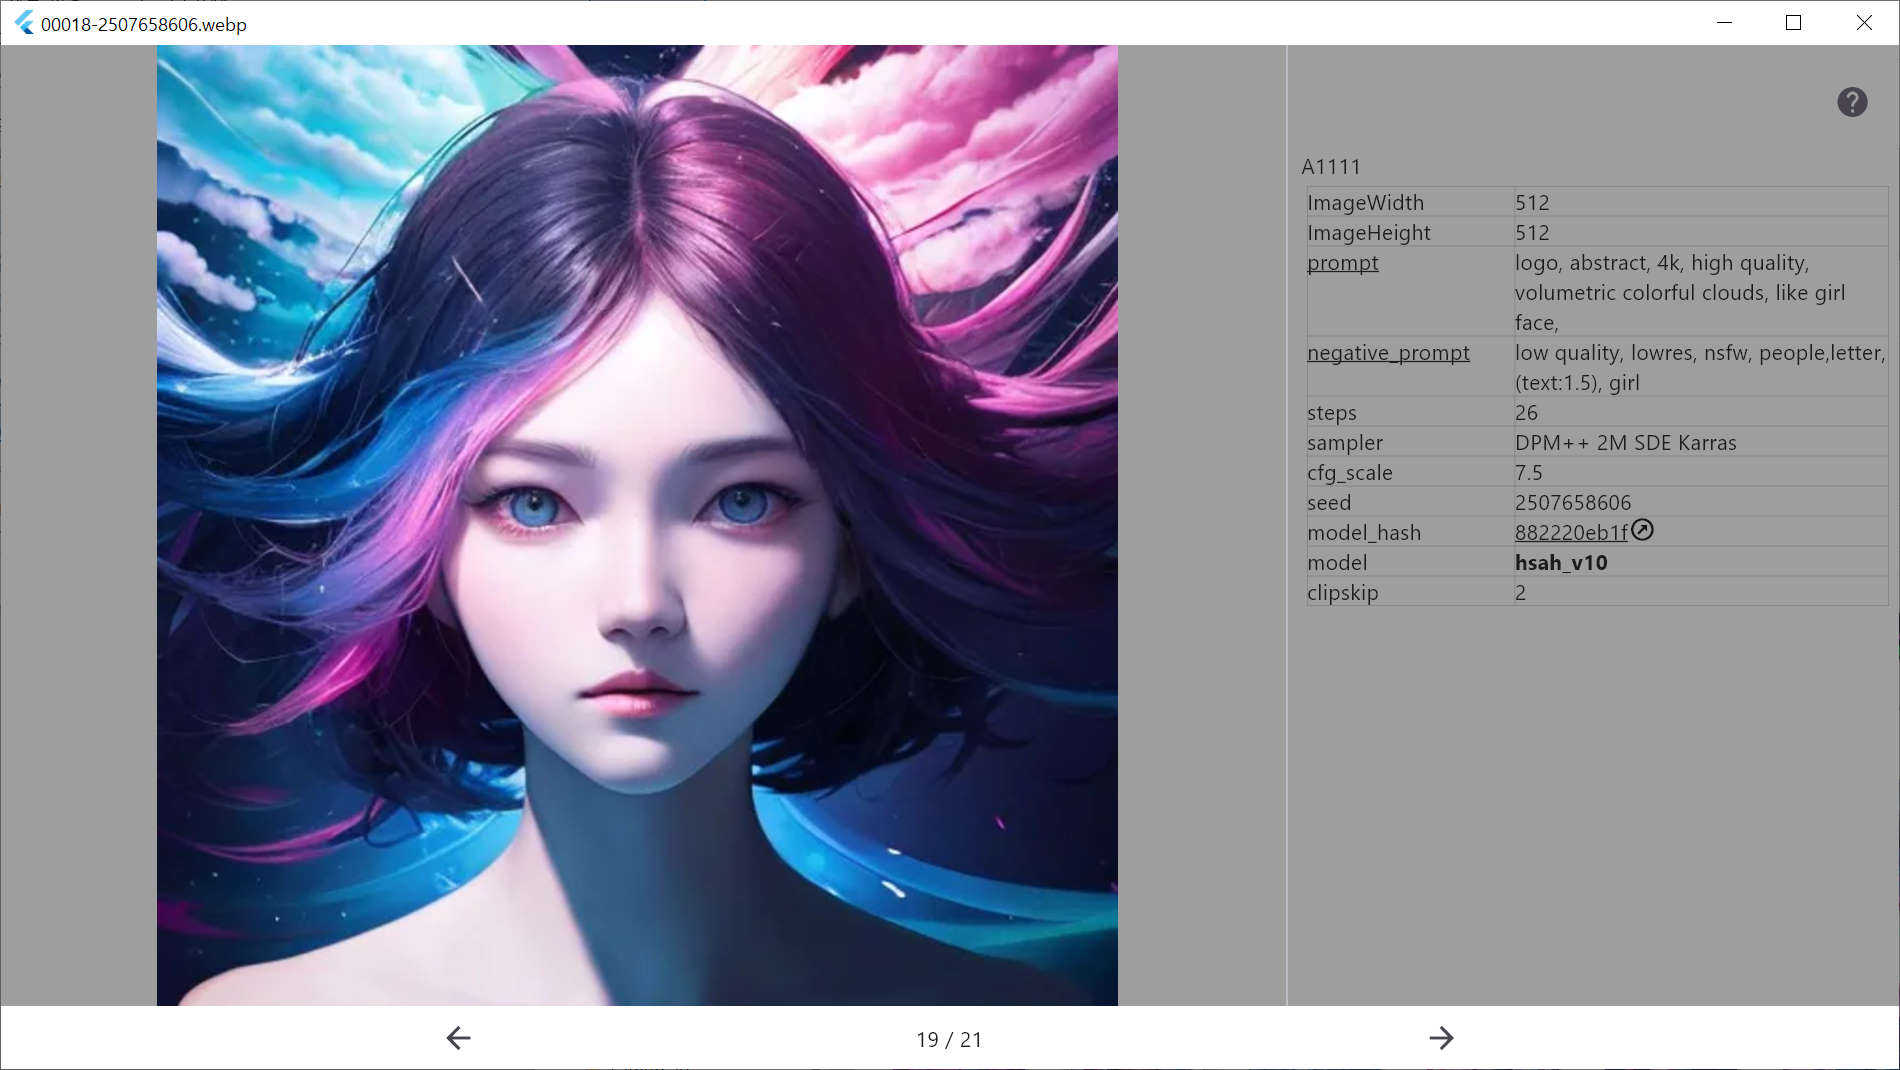 00018-2507658606.webp
A1111
ImageWidth 512
ImageHeight 512
prompt logo, abstract, 4k, high quality,
volumetric colorful clouds, like girl
face,
negative_prompt low quality, lowres, nsfw, people,letter,
(text:1.5), girl
steps 26
sampler DPM++ 2M SDE Karras
cfg_scale 7.5
seed 2507658606
model_hash 882220eb1f
model hsah_v10
clipskip 2
19 / 21